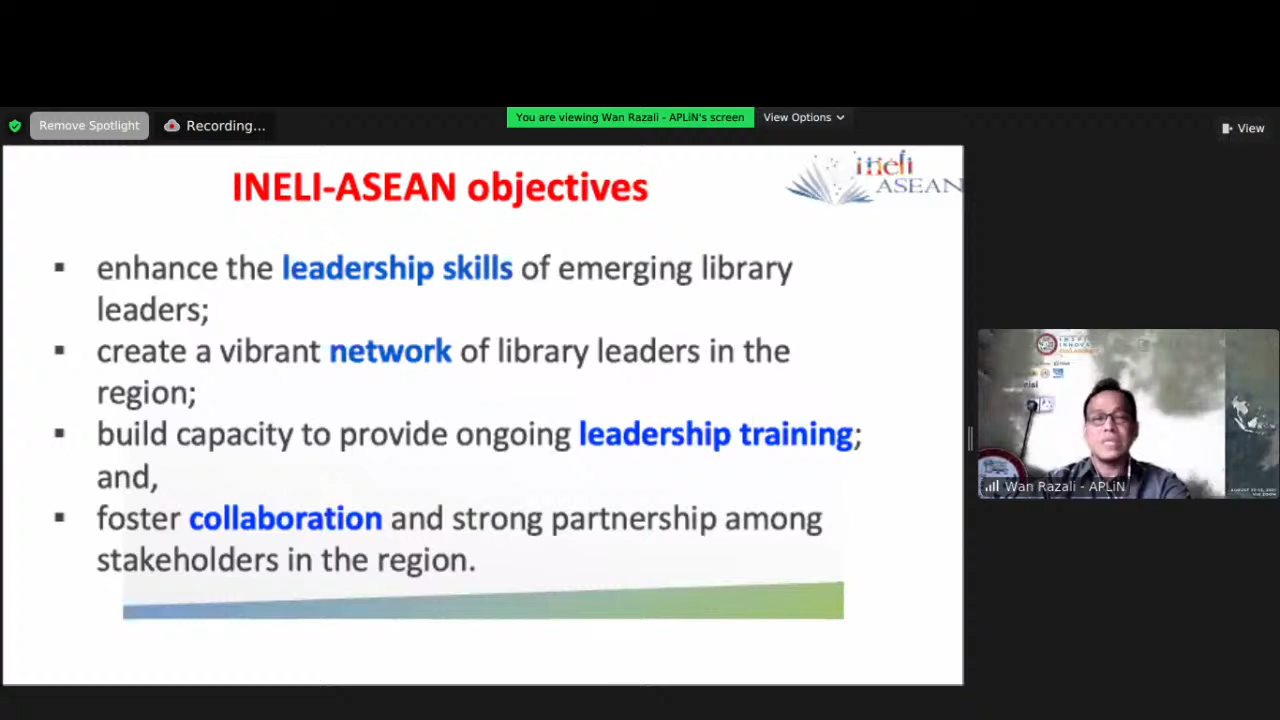 Remove Spotlight
Recording...
You are viewing Wan Razali - APLiN's screen
View Options
View
INELI-ASEAN objectives
ineli
ASEAN
▪ enhance the leadership skills of emerging library
leaders;
▪ create a vibrant network of library leaders in the
region;
▪ build capacity to provide ongoing leadership training;
and,
▪ foster collaboration and strong partnership among
stakeholders in the region.
Wan Razali - APLiN